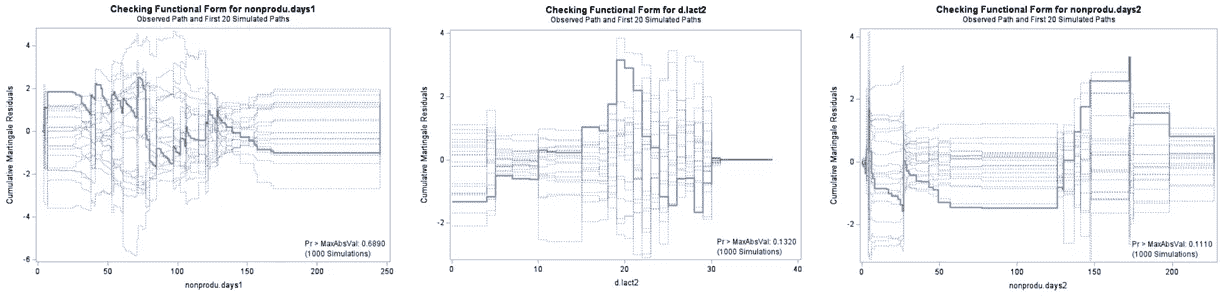 Checking Functional Form for nonprodu.days1
Observed Path and First 20 Simulated Paths
Cumulative Martingale Residuals
4
2
0
-2
-4
-6
Pr > MaxAbsVal: 0.6890
(1000 Simulations)
0 50 100 150 200 250
nonprodu.days1
Checking Functional Form for d.lact2
Observed Path and First 20 Simulated Paths
Cumulative Martingale Residuals
4
2
0
-2
Pr > MaxAbsVal: 0.1320
(1000 Simulations)
0 10 20 30 40
d.lact2
Checking Functional Form for nonprodu.days2
Observed Path and First 20 Simulated Paths
Cumulative Martingale Residuals
4
2
0
-2
Pr > MaxAbsVal: 0.1110
(1000 Simulations)
0 50 100 150 200
nonprodu.days2